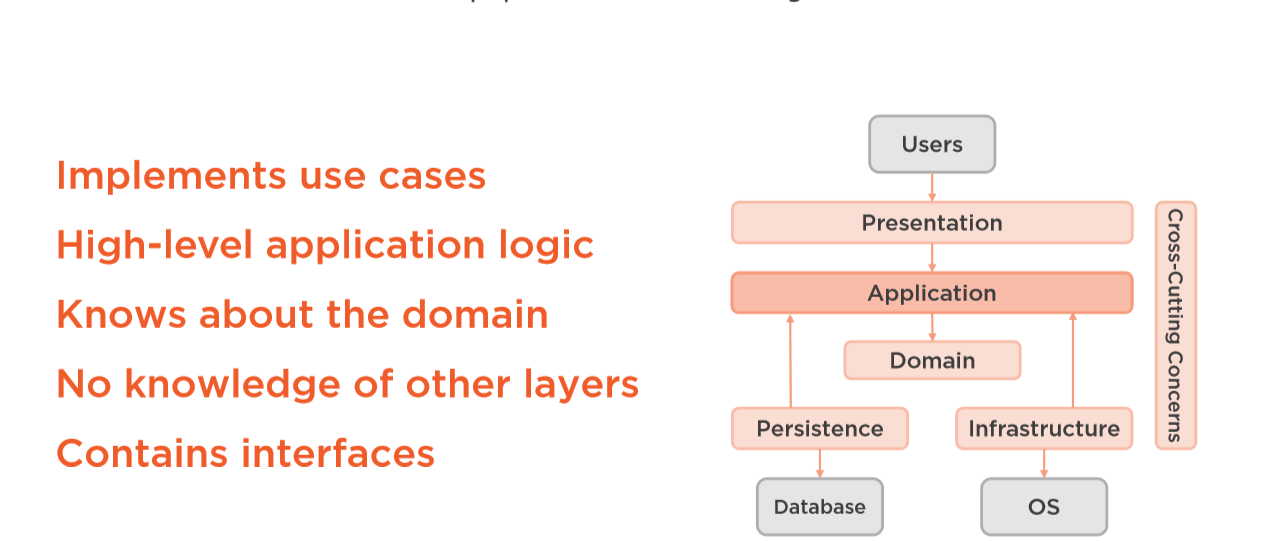 Implements use cases
High-level application logic
Knows about the domain
No knowledge of other layers
Contains interfaces
Users
Presentation
Application
Domain
Persistence
Infrastructure
Database
OS
Cross-Cutting Concerns